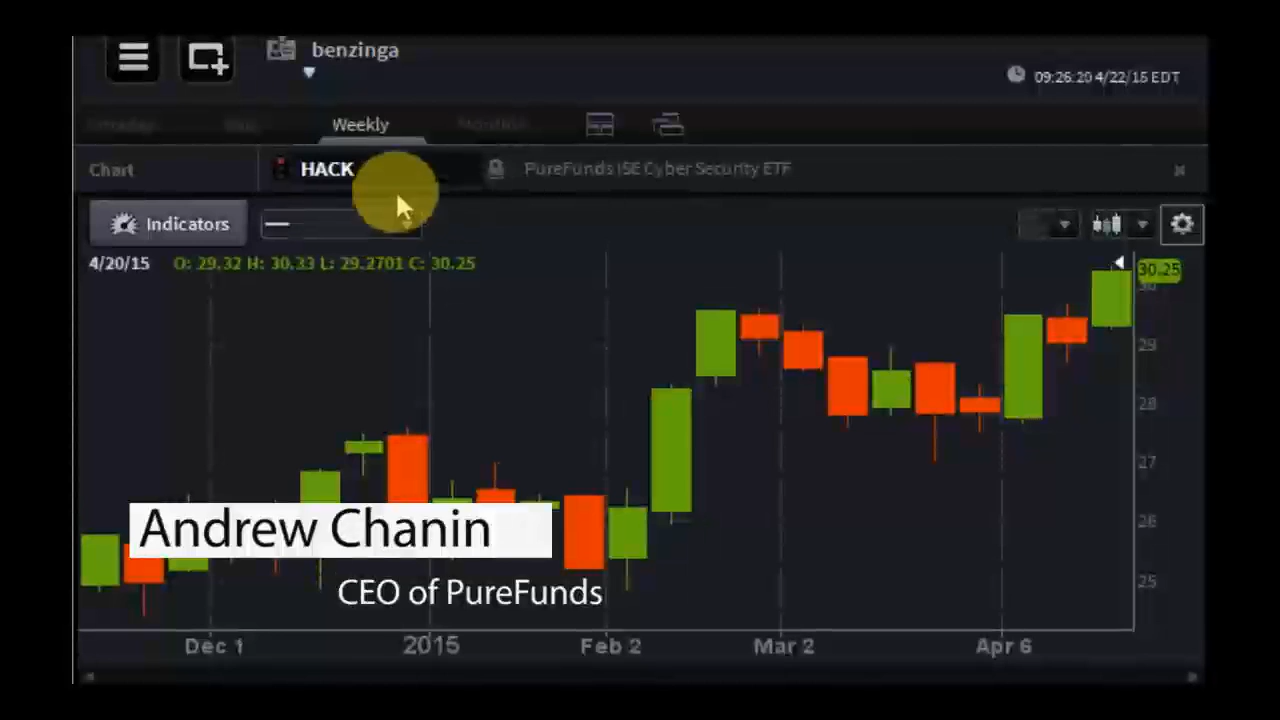 benzinga
09:26:20 4/22/15 EDT
Weekly
Monthly
Chart
HACK
PureFunds ISE Cyber Security ETF
Indicators
4/20/15 O: 29.32 H: 30.33 L: 29.2701 C: 30.25
30.25
30
29
28
27
26
25
Andrew Chanin
CEO of PureFunds
Dec 1
2015
Feb 2
Mar 2
Apr 6